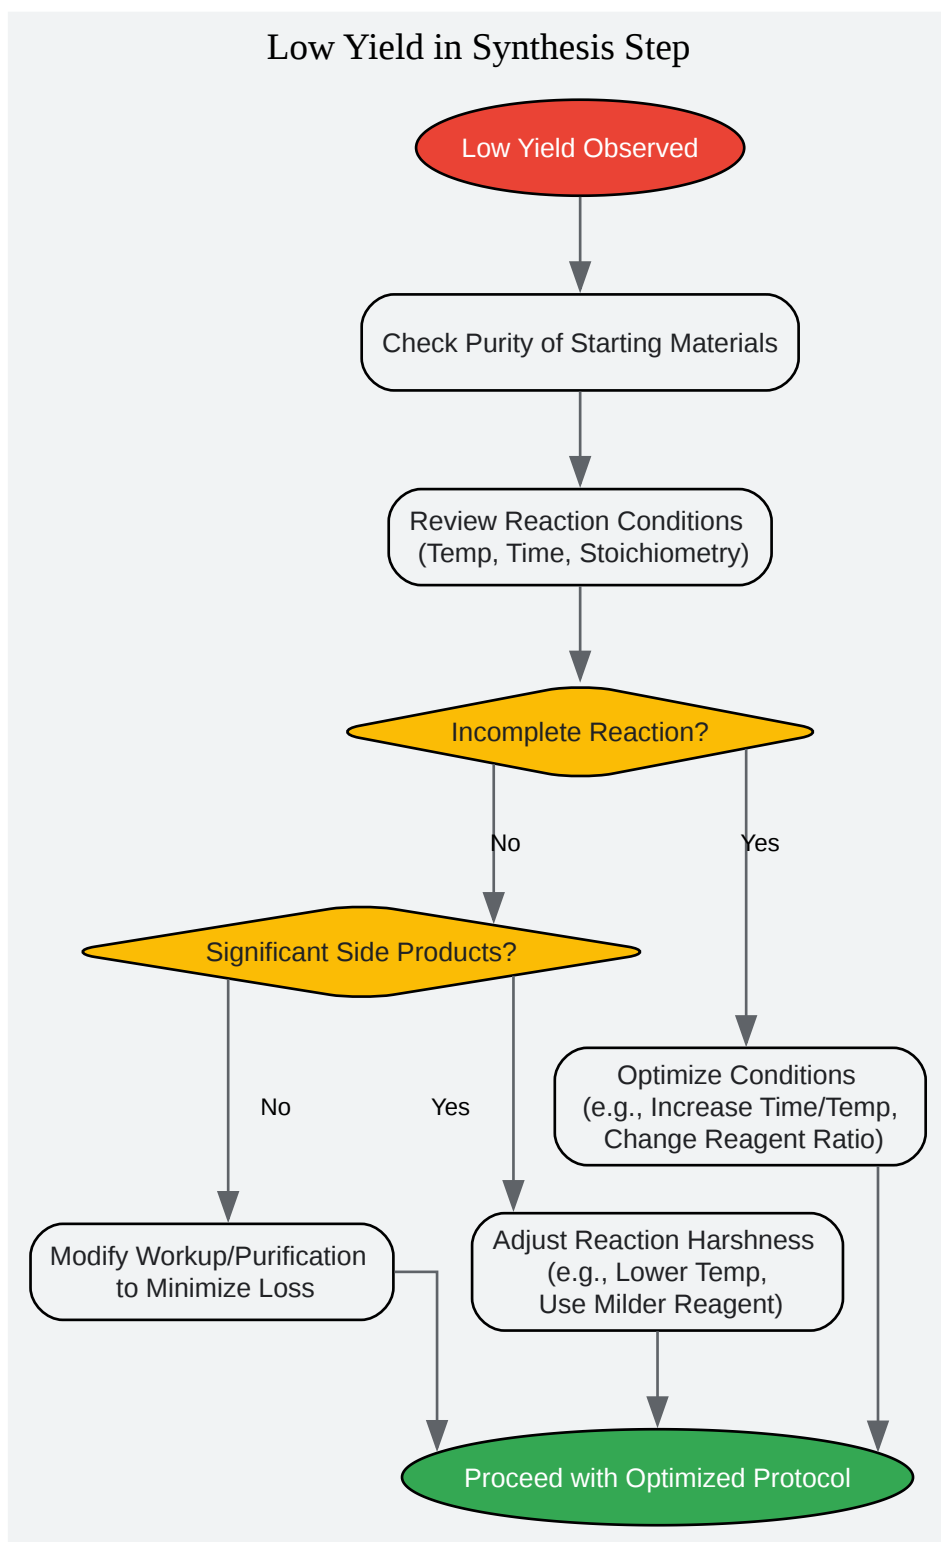 Low Yield in Synthesis Step
Low Yield Observed
Check Purity of Starting Materials
Review Reaction Conditions
(Temp, Time, Stoichiometry)
Incomplete Reaction?
No
Yes
Significant Side Products?
No
Yes
Optimize Conditions
(e.g., Increase Time/Temp,
Change Reagent Ratio)
Modify Workup/Purification
to Minimize Loss
Adjust Reaction Harshness
(e.g., Lower Temp,
Use Milder Reagent)
Proceed with Optimized Protocol